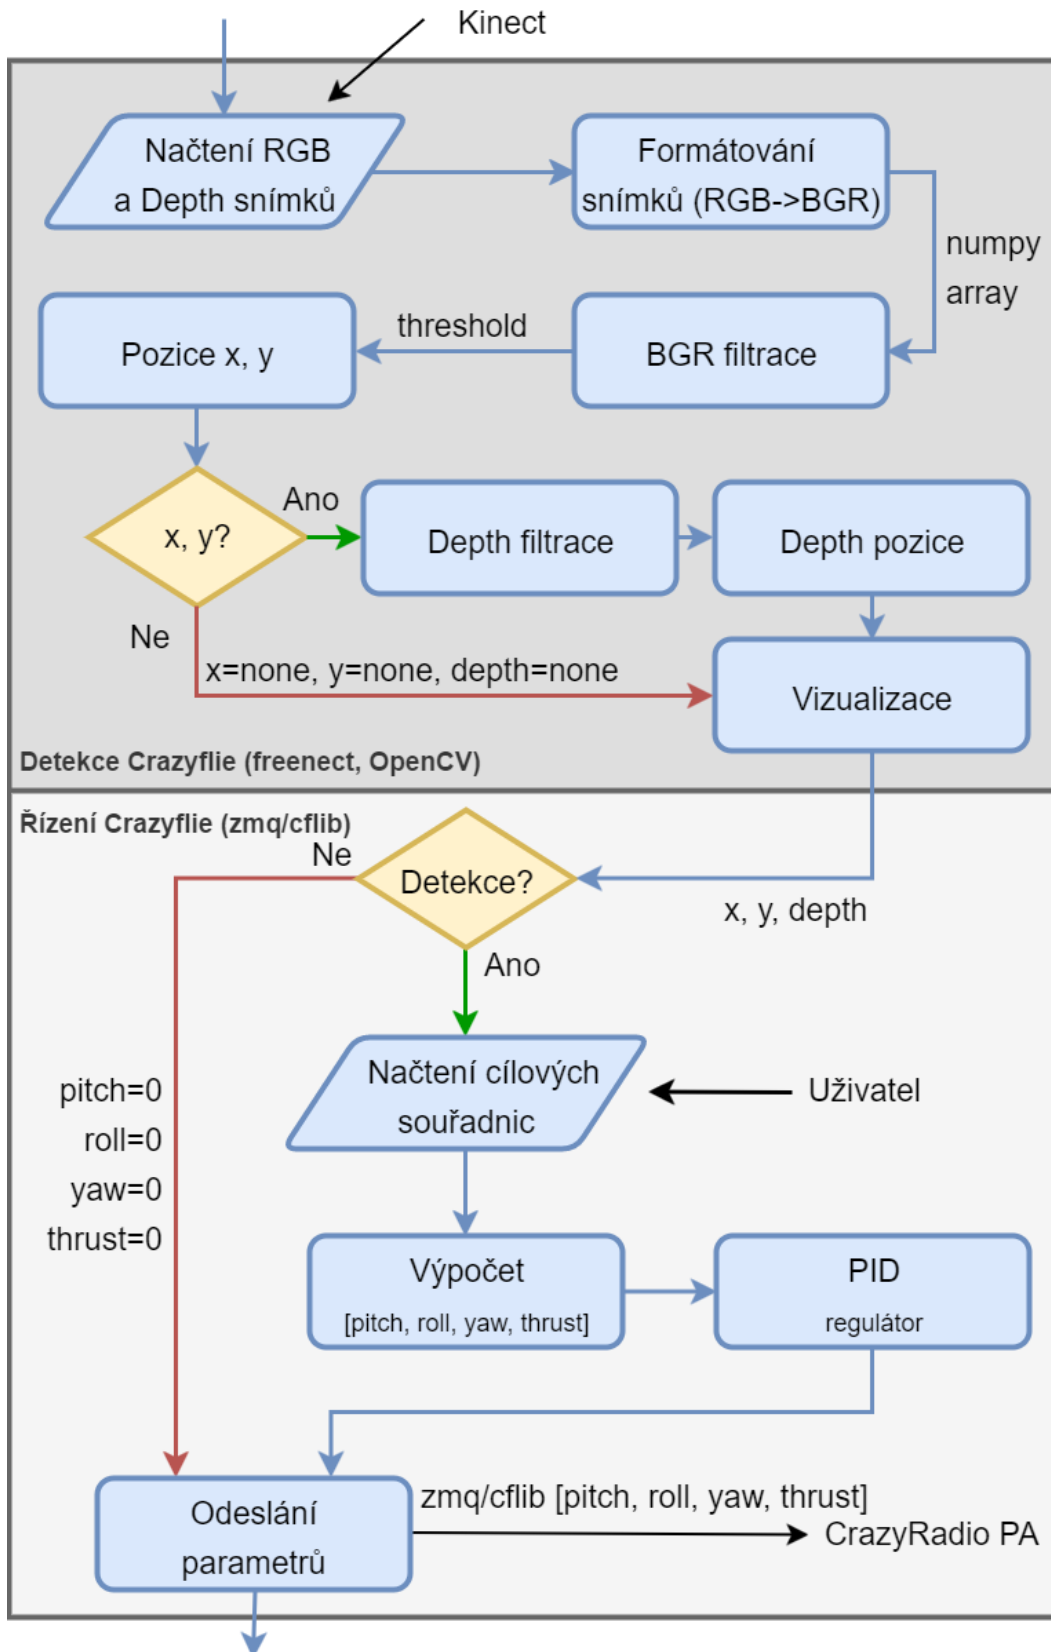 Kinect
Načtení RGB
a Depth snímků
Formátování
snímků (RGB->BGR)
numpy
array
Pozice x, y
threshold
BGR filtrace
x, y?
Ano
Depth filtrace
Depth pozice
Ne
x=none, y=none, depth=none
Vizualizace
Detekce Crazyflie (freenect, OpenCV)
Řízení Crazyflie (zmq/cflib)
Ne
Detekce?
x, y, depth
Ano
Načtení cílových
souřadnic
Uživatel
pitch=0
roll=0
yaw=0
thrust=0
Výpočet
[pitch, roll, yaw, thrust]
PID
regulátor
Odeslání
parametrů
zmq/cflib [pitch, roll, yaw, thrust]
CrazyRadio PA